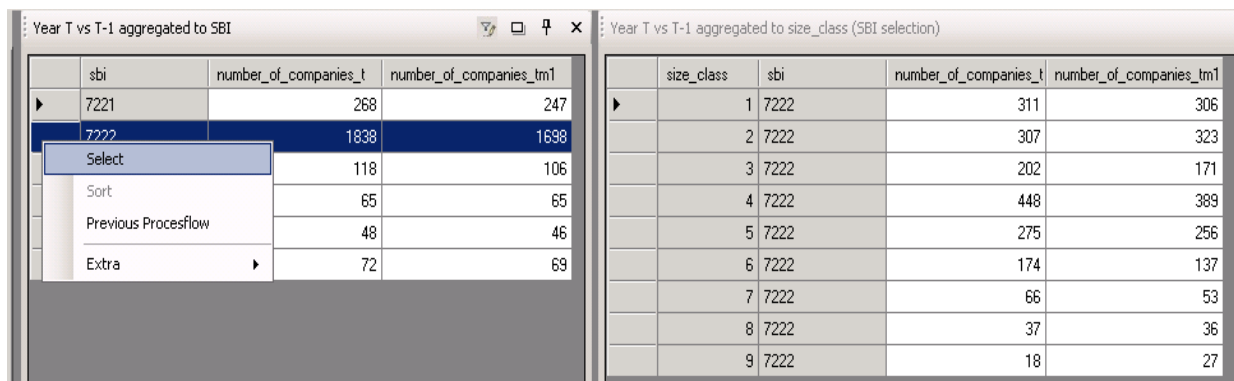 Year T vs T-1 aggregated to SBI
sbi number_of_companies_t number_of_companies_tm1
7221 268 247
7222 1838 1698
118 106
65 65
48 46
72 69
Select
Sort
Previous Procesflow
Extra
Year T vs T-1 aggregated to size_class (SBI selection)
size_class sbi number_of_companies_t number_of_companies_tm1
1 7222 311 306
2 7222 307 323
3 7222 202 171
4 7222 448 389
5 7222 275 256
6 7222 174 137
7 7222 66 53
8 7222 37 36
9 7222 18 27